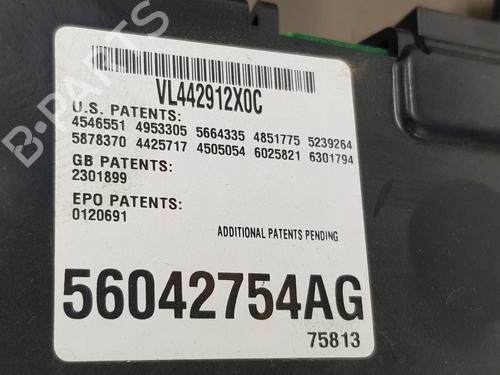 VL442912X0C
U.S. PATENTS:
4546551 4953305 5664335 4851775 5239264
5878370 4425717 4505054 6025821 6301794
GB PATENTS:
2301899
EPO PATENTS:
0120691
ADDITIONAL PATENTS PENDING
56042754AG
75813
B-PARTS
B-PARTS